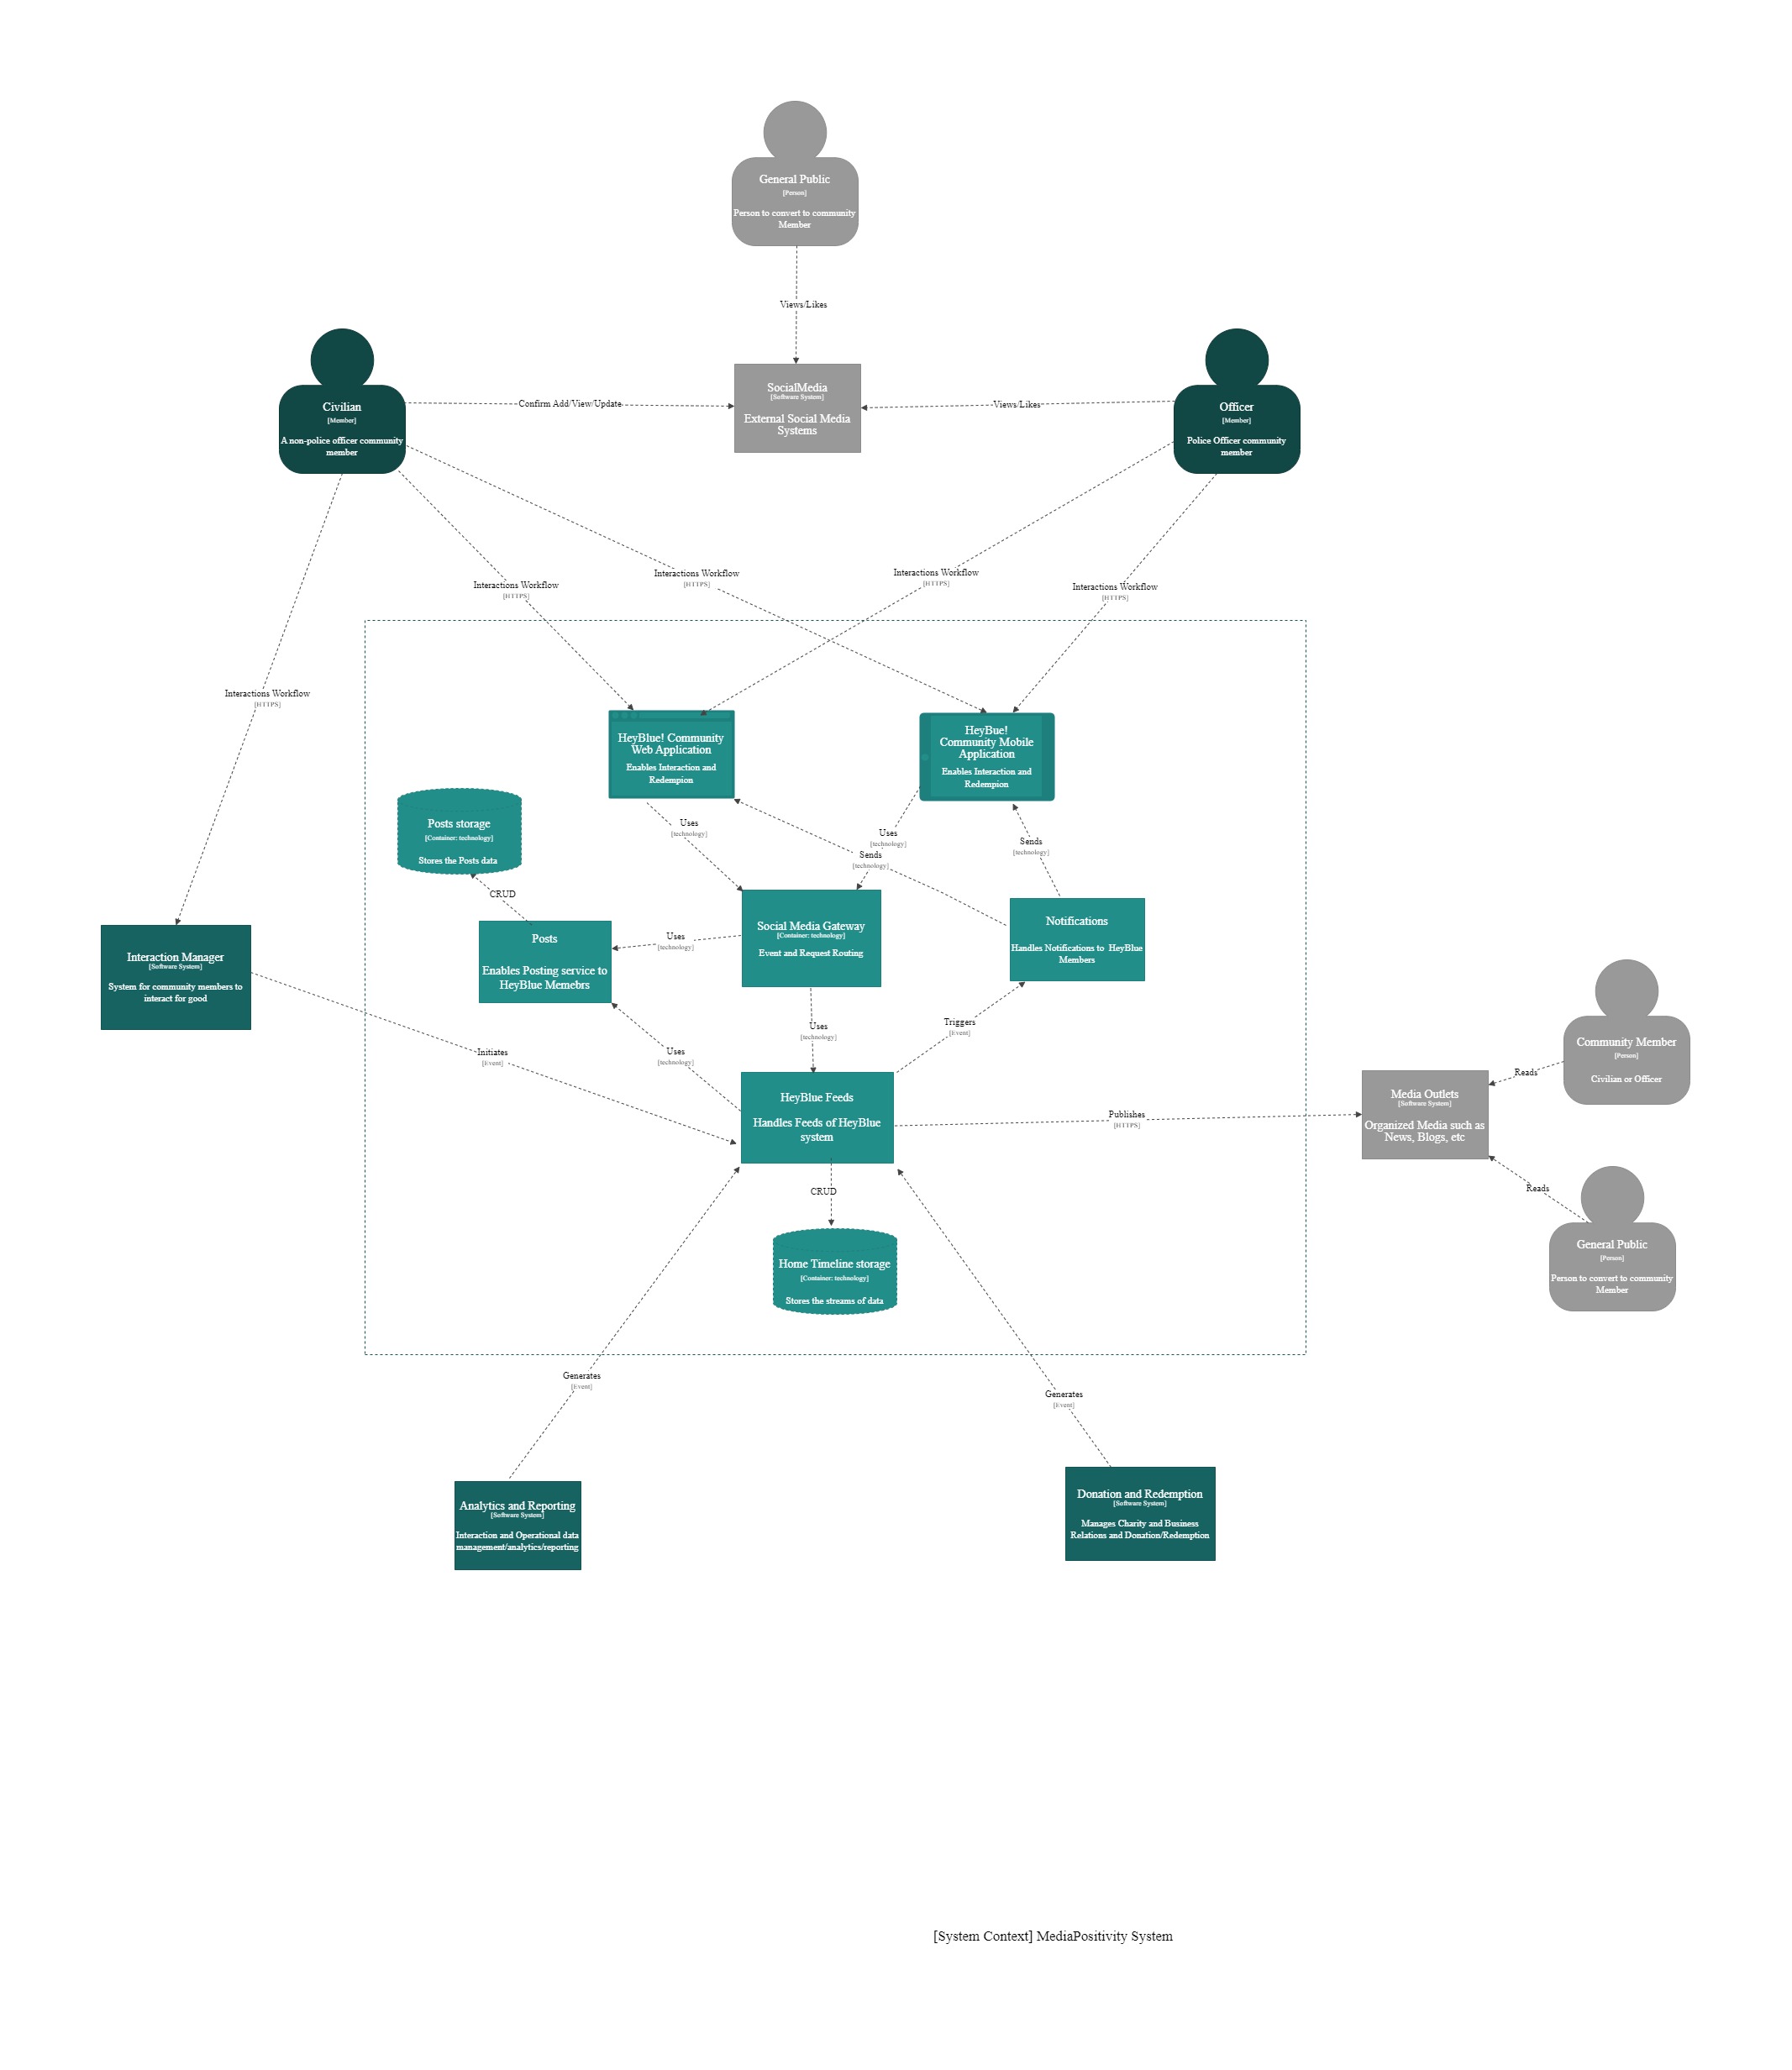 General Public
[Person]
Person to convert to community
Member
Views/Likes
SocialMedia
[Software System]
External Social Media
Systems
Civilian
[Member]
A non-police officer community
member
Confirm Add/View/Update
Views/Likes
Officer
[Member]
Police Officer community
member
Interactions Workflow
[HTTPS]
Interactions Workflow
[HTTPS]
Interactions Workflow
[HTTPS]
Interactions Workflow
[HTTPS]
Interactions Workflow
[HTTPS]
HeyBlue! Community
Web Application
Enables Interaction and
Redempion
HeyBue!
Community Mobile
Application
Enables Interaction and
Redempion
Posts storage
[Container: technology]
Stores the Posts data
Uses
[technology]
Uses
[technology]
Sends
[technology]
Sends
[technology]
CRUD
Posts
Enables Posting service to
HeyBlue Memebrs
Uses
[technology]
Social Media Gateway
[Container: technology]
Event and Request Routing
Notifications
Handles Notifications to  HeyBlue
Members
Interaction Manager
[Software System]
System for community members to
interact for good
Initiates
[Event]
Uses
[technology]
Uses
[technology]
Triggers
[Event]
HeyBlue Feeds
Handles Feeds of HeyBlue
system
Publishes
[HTTPS]
Media Outlets
[Software System]
Organized Media such as
News, Blogs, etc
Reads
Community Member
[Person]
Civilian or Officer
Reads
General Public
[Person]
Person to convert to community
Member
CRUD
Home Timeline storage
[Container: technology]
Stores the streams of data
Generates
[Event]
Generates
[Event]
Analytics and Reporting
[Software System]
Interaction and Operational data
management/analytics/reporting
Donation and Redemption
[Software System]
Manages Charity and Business
Relations and Donation/Redemption
[System Context] MediaPositivity System